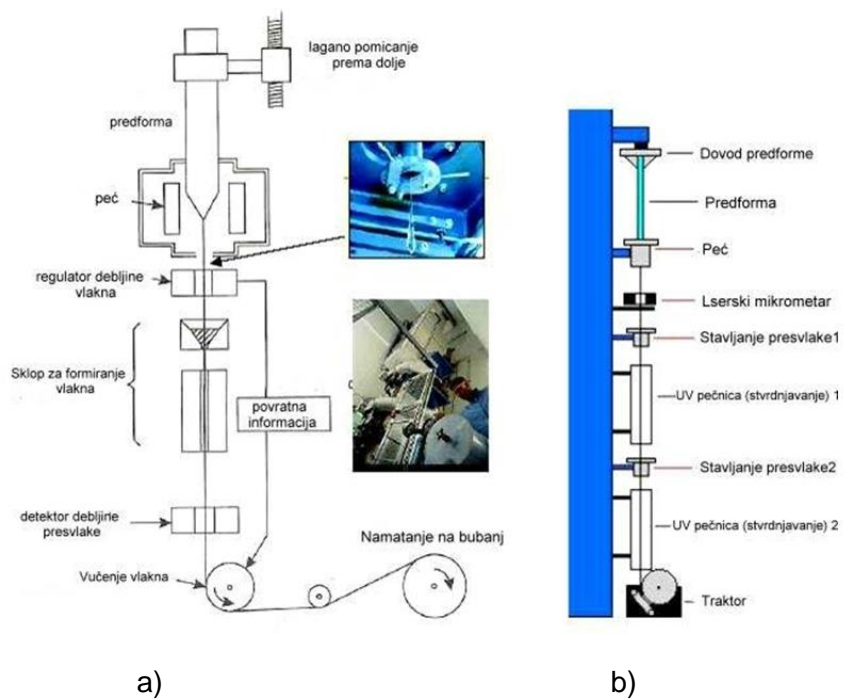 lagano pomicanje
prema dolje
predforma
peć
regulator debljine
vlakna
Sklop za formiranje
vlakna
povratna
informacija
detektor debljine
presvlake
Namatanje na bubanj
Vučenje vlakna
a)
Dovod predforme
Predforma
Peć
Lserski mikrometar
Stavljanje presvlake1
UV pečnica (stvrdnjavanje) 1
Stavljanje presvlake2
UV pečnica (stvrdnjavanje) 2
Traktor
b)